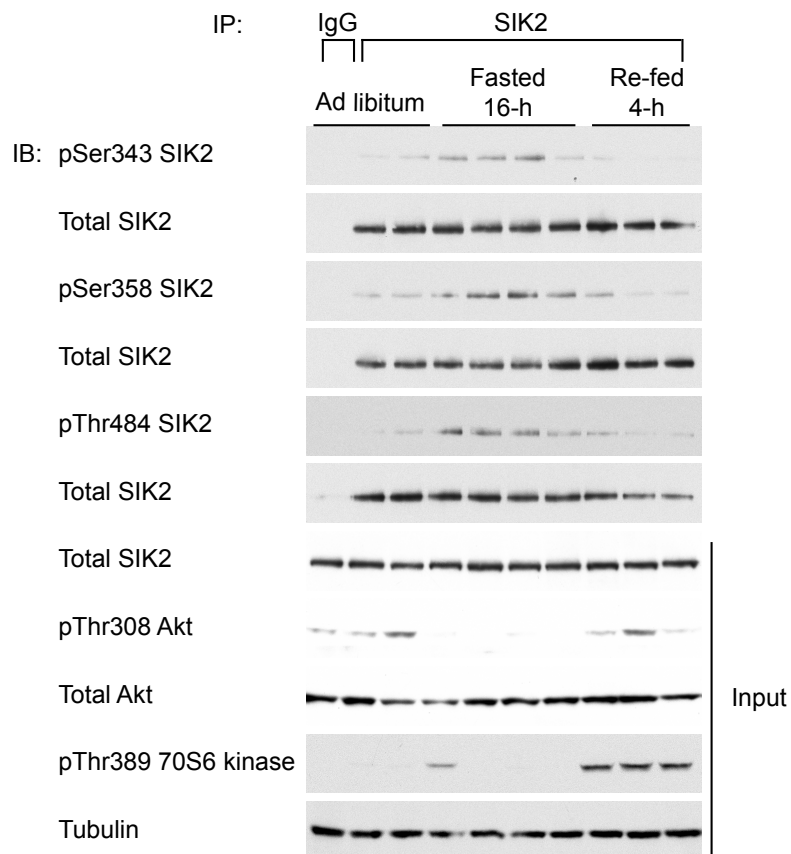 IP: IgG SIK2
Ad libitum Fasted 16-h Re-fed 4-h
IB: pSer343 SIK2
Total SIK2
pSer358 SIK2
Total SIK2
pThr484 SIK2
Total SIK2
Total SIK2
pThr308 Akt
Total Akt
Input
pThr389 70S6 kinase
Tubulin